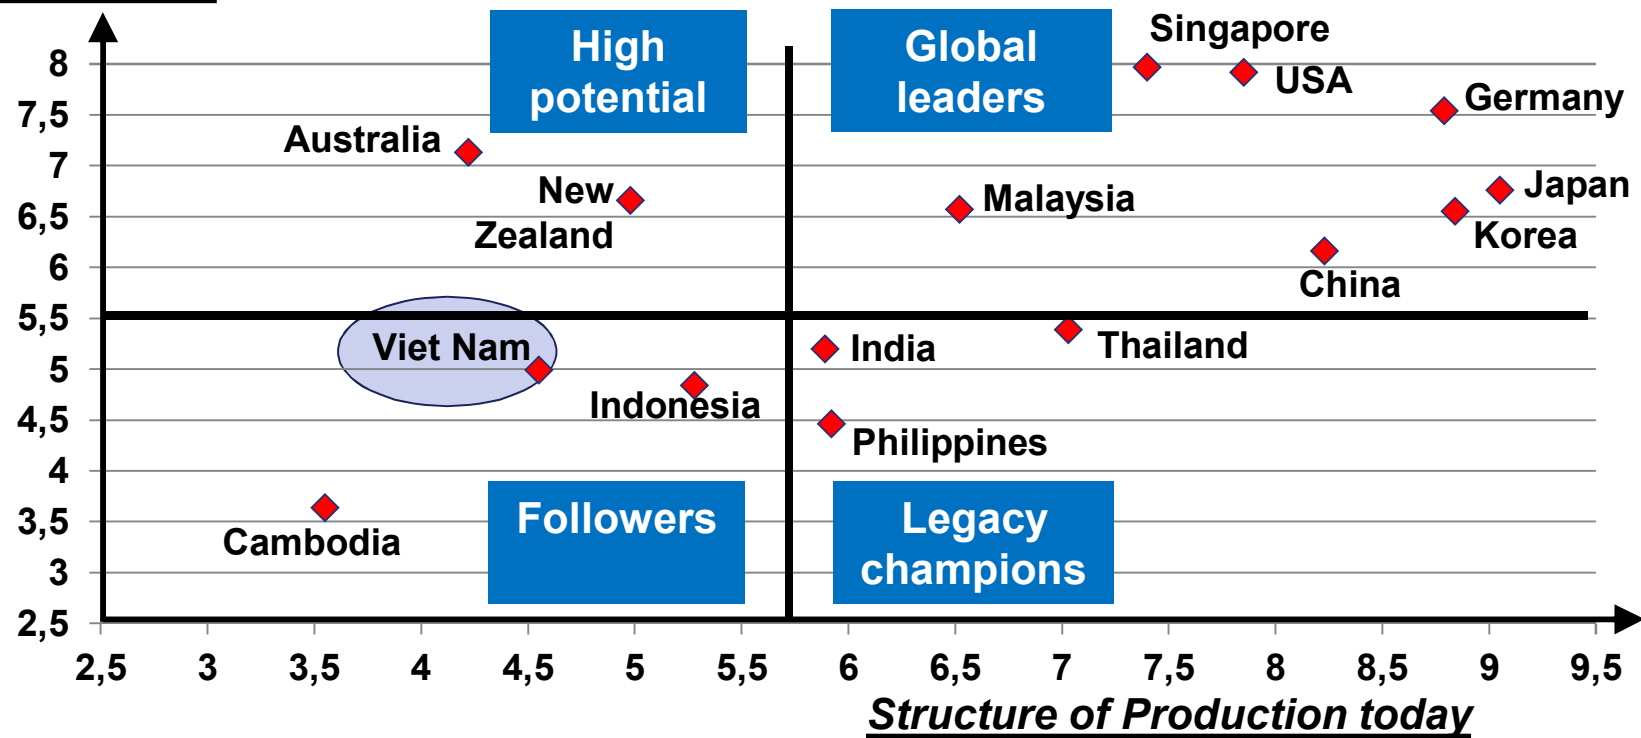 High
potential
Global
leaders
Singapore
USA
Germany
Australia
New
Zealand
Malaysia
Japan
Korea
China
Viet Nam
India
Thailand
Indonesia
Philippines
Cambodia
Followers
Legacy
champions
8
7,5
7
6,5
6
5,5
5
4,5
4
3,5
3
2,5
2,5 3 3,5 4 4,5 5 5,5 6 6,5 7 7,5 8 8,5 9 9,5
Structure of Production today